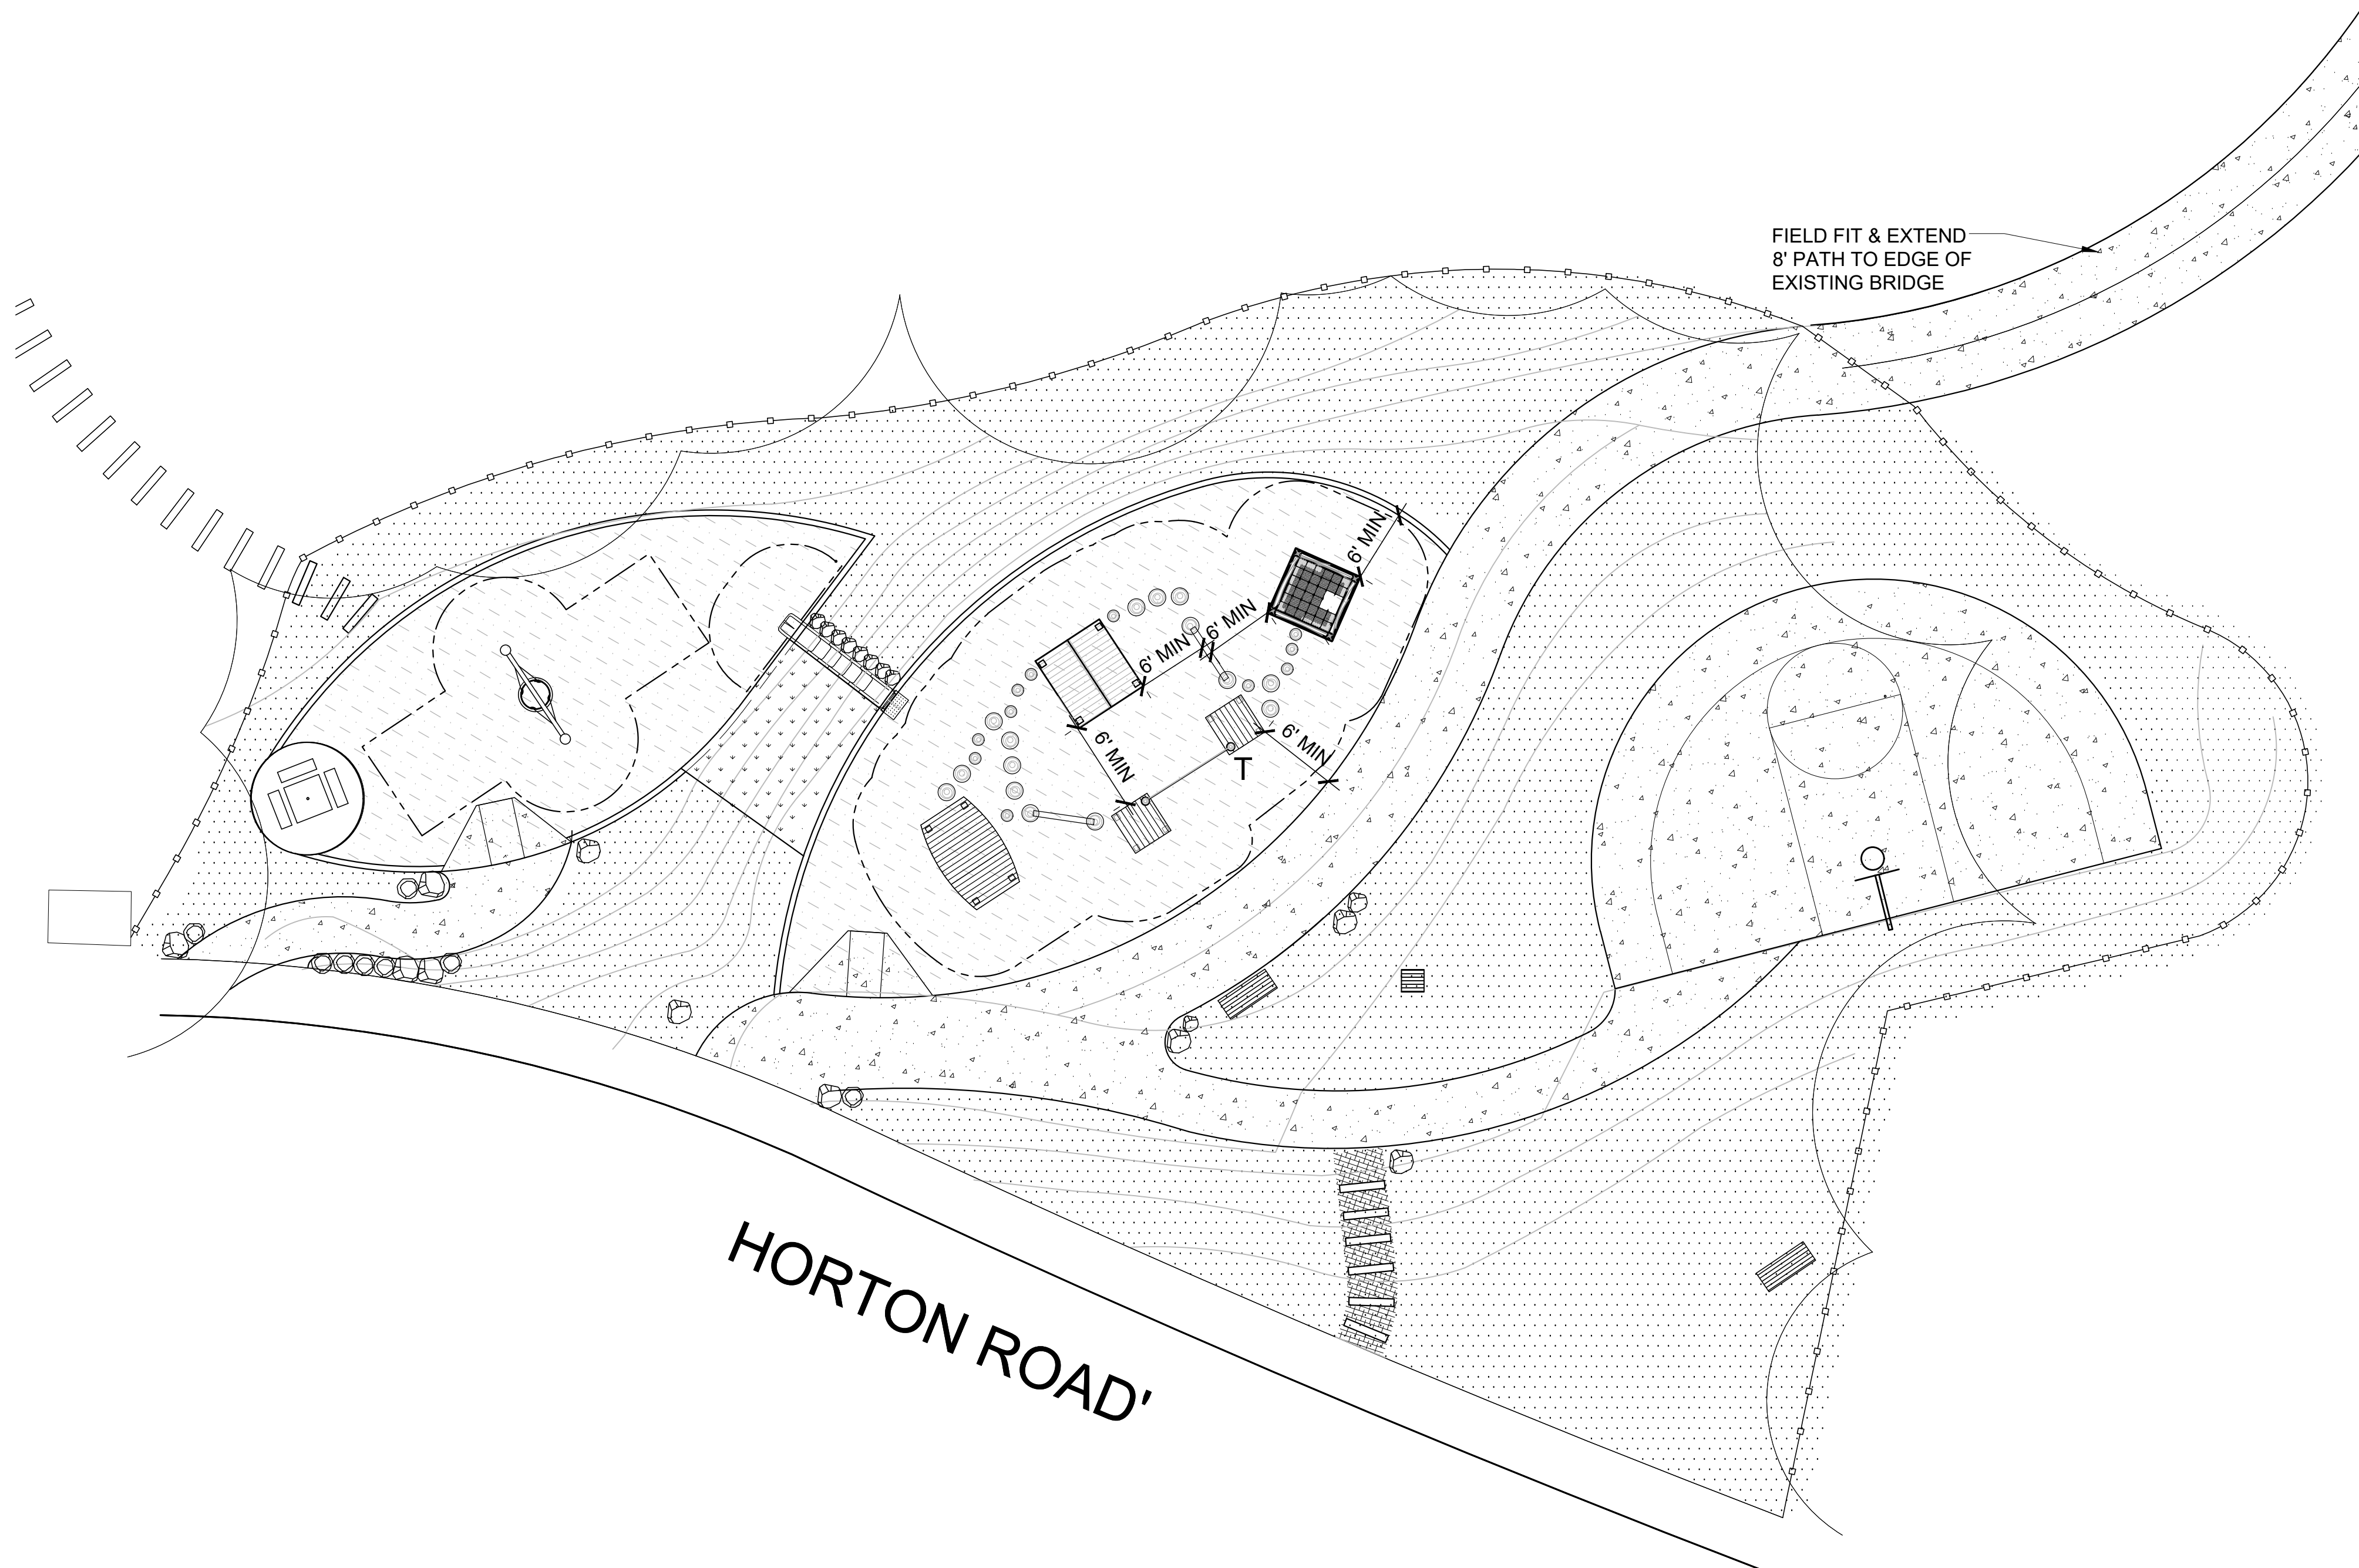 FIELD FIT & EXTEND
8' PATH TO EDGE OF
EXISTING BRIDGE
6' MIN
6' MIN
6' MIN
6' MIN
6' MIN
T
HORTON ROAD'